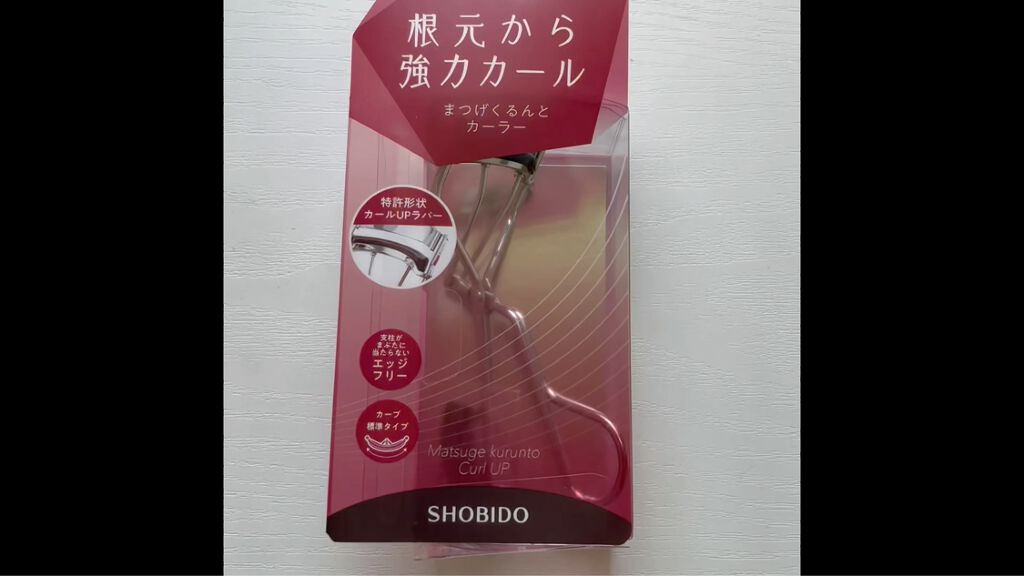 根元から
強力カール
まつげくるんと
カーラー
特許形状
カールUPラバー
支柱が
まぶたに
当たらない
エッジ
フリー
カーブ
標準タイプ
Matsuge kurunto
Curl UP
SHOBIDO